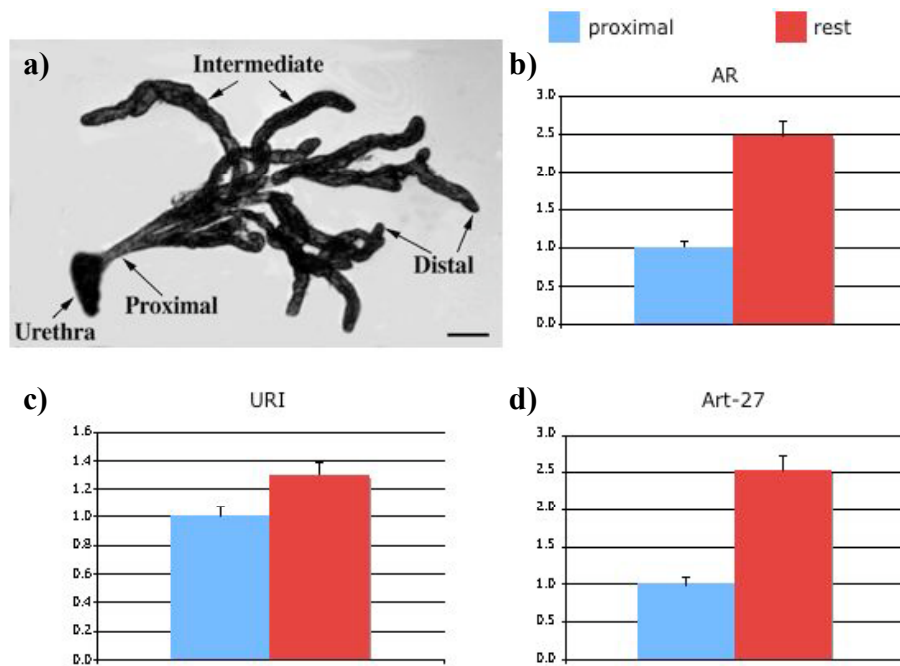 proximal rest
a)
Intermediate
Distal
Proximal
Urethra
b)
AR
3.0
2.5
2.0
1.5
1.0
0.5
0.0
c)
URI
1.6
1.4
1.2
1.0
0.8
0.6
0.4
0.2
0.0
d)
Art-27
3.0
2.5
2.0
1.5
1.0
0.5
0.0